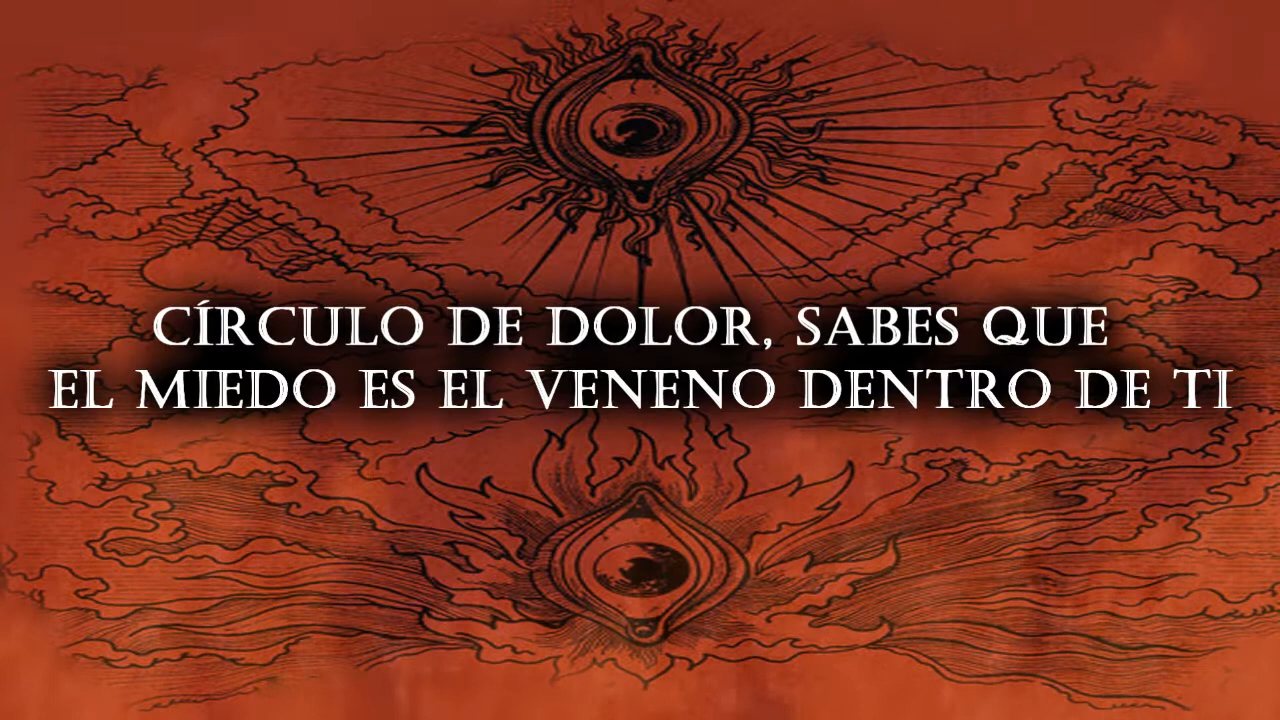 CÍRCULO DE DOLOR, SABES QUE
EL MIEDO ES EL VENENO DENTRO DE TI